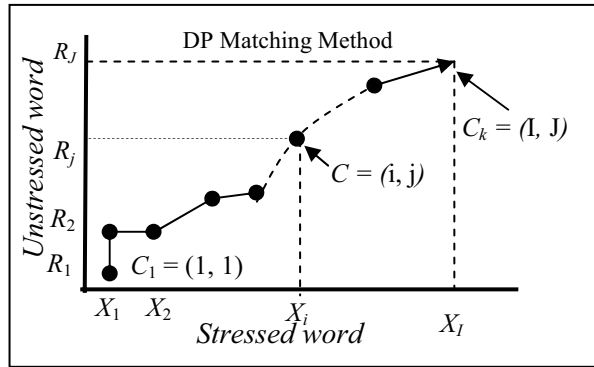 DP Matching Method
R_J
C_k = (I, J)
R_j
C = (i, j)
R_2
R_1
C_1 = (1, 1)
Unstressed word
X_1 X_2 X_i X_I
Stressed word